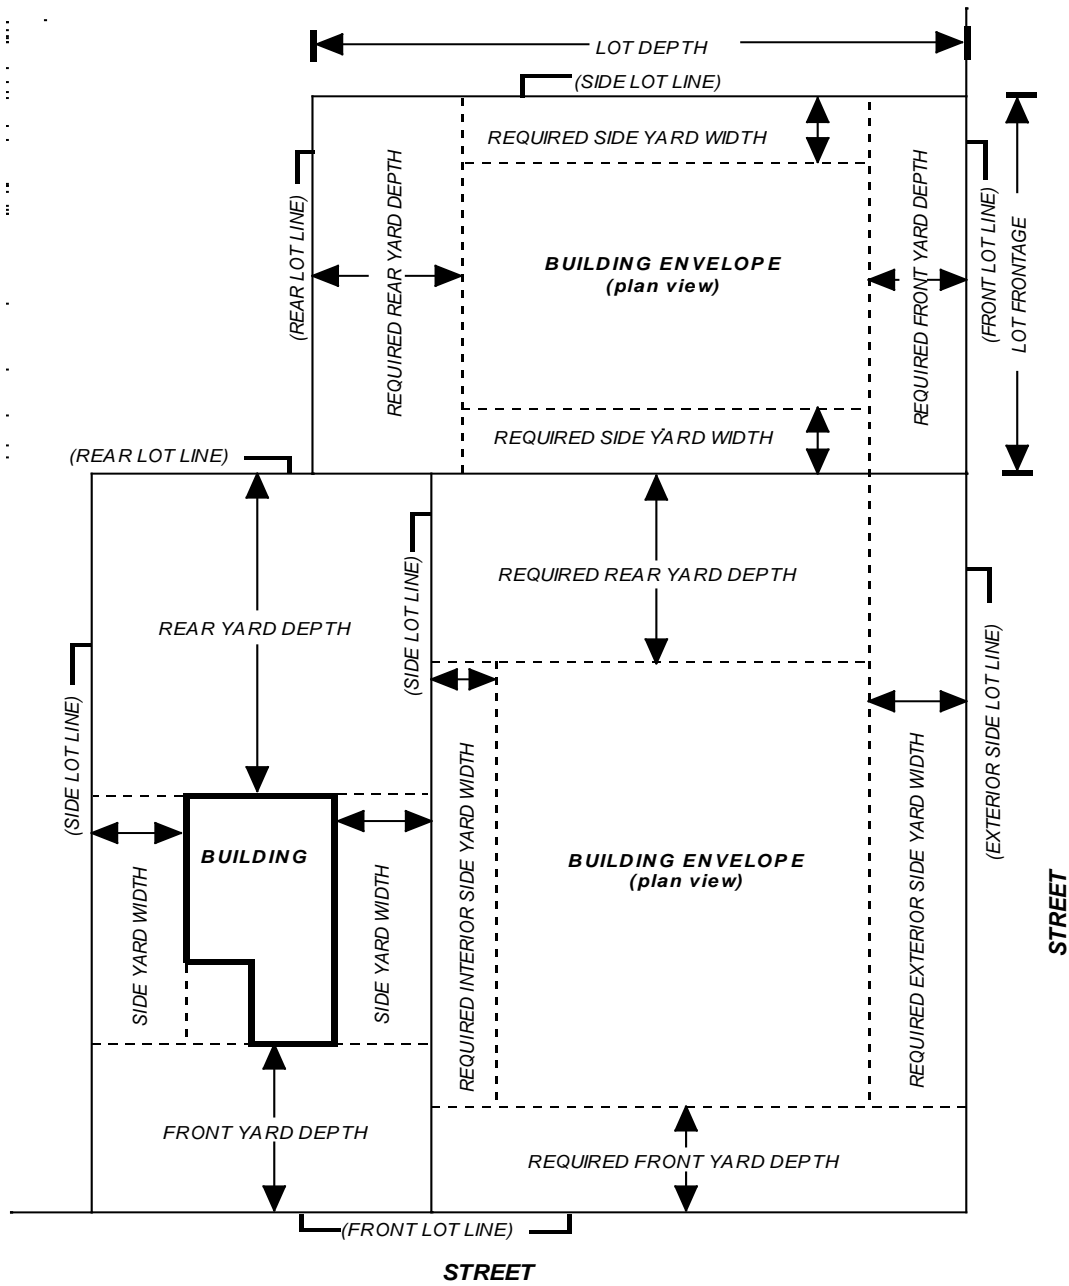 LOT DEPTH
(SIDE LOT LINE)
REQUIRED SIDE YARD WIDTH
(REAR LOT LINE)
REQUIRED REAR YARD DEPTH
BUILDING ENVELOPE
(plan view)
REQUIRED FRONT YARD DEPTH
(FRONT LOT LINE)
LOT FRONTAGE
REQUIRED SIDE YARD WIDTH
(REAR LOT LINE)
(SIDE LOT LINE)
REQUIRED REAR YARD DEPTH
REAR YARD DEPTH
(SIDE LOT LINE)
(EXTERIOR SIDE LOT LINE)
BUILDING
SIDE YARD WIDTH
SIDE YARD WIDTH
REQUIRED INTERIOR SIDE YARD WIDTH
BUILDING ENVELOPE
(plan view)
REQUIRED EXTERIOR SIDE YARD WIDTH
STREET
FRONT YARD DEPTH
REQUIRED FRONT YARD DEPTH
(FRONT LOT LINE)
STREET